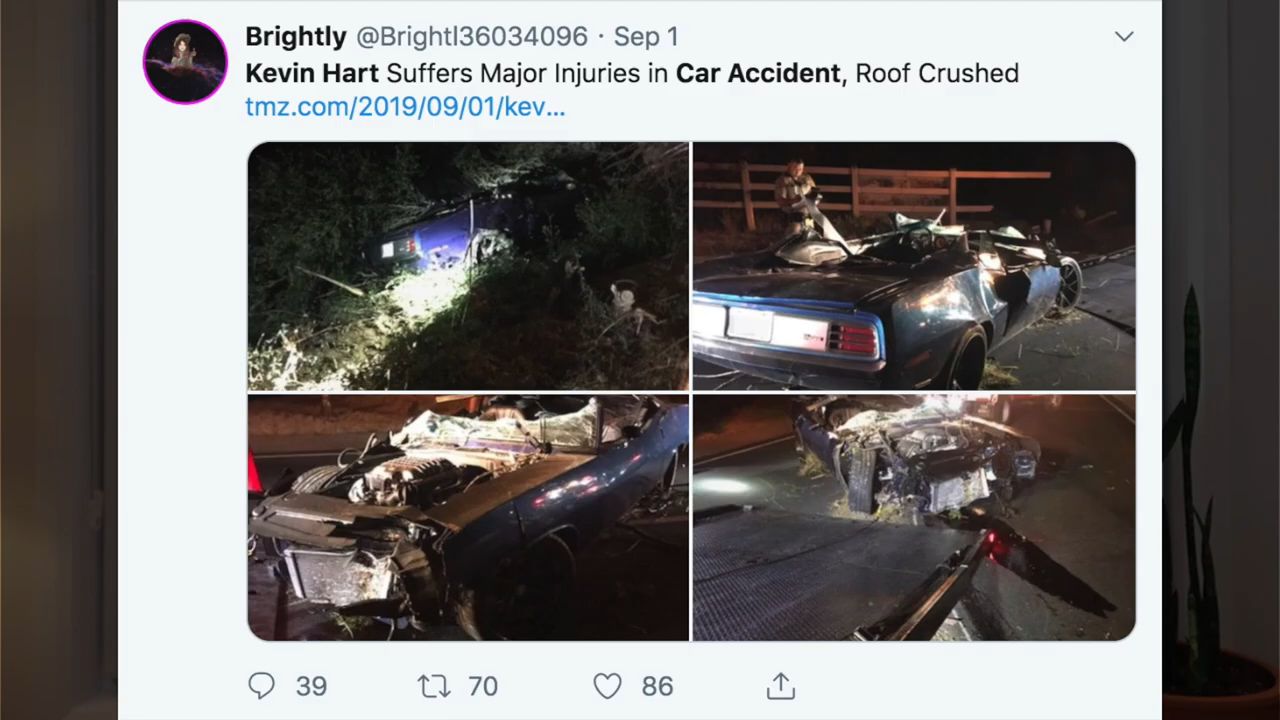 Brightly @Brightl36034096 · Sep 1
Kevin Hart Suffers Major Injuries in Car Accident, Roof Crushed
tmz.com/2019/09/01/kev...
39 70 86